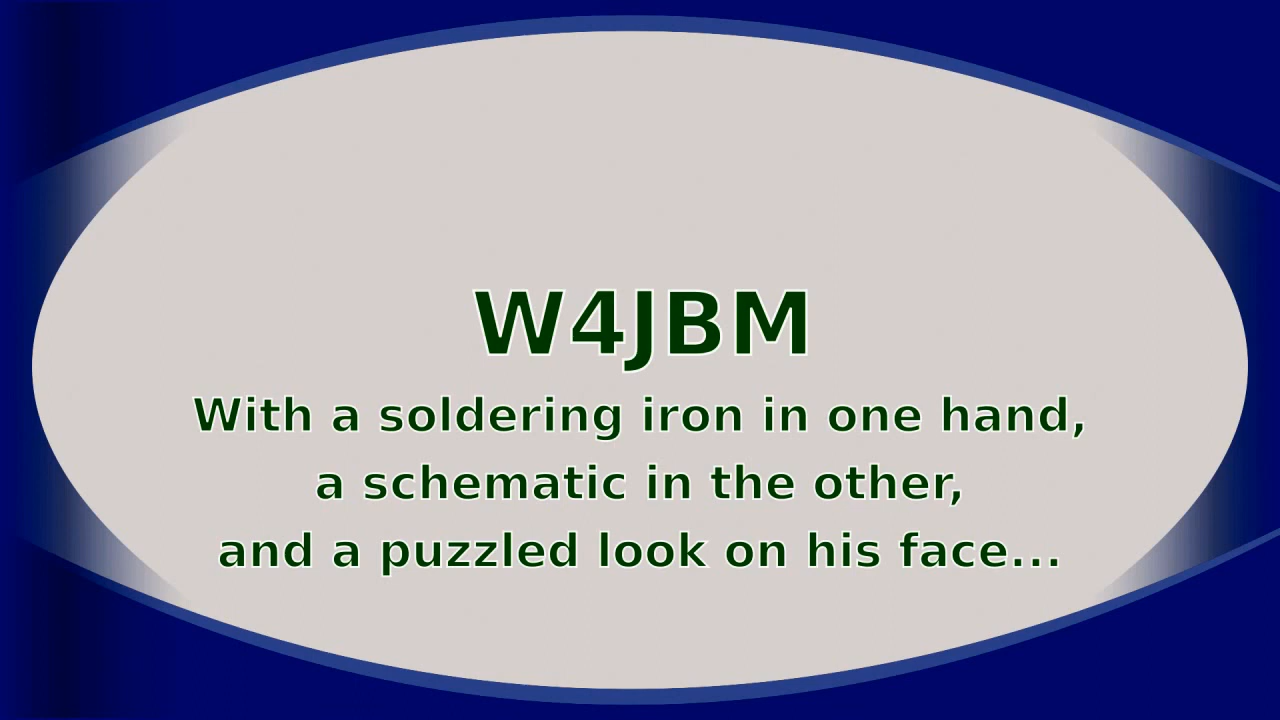 W4JBM
With a soldering iron in one hand,
a schematic in the other,
and a puzzled look on his face...